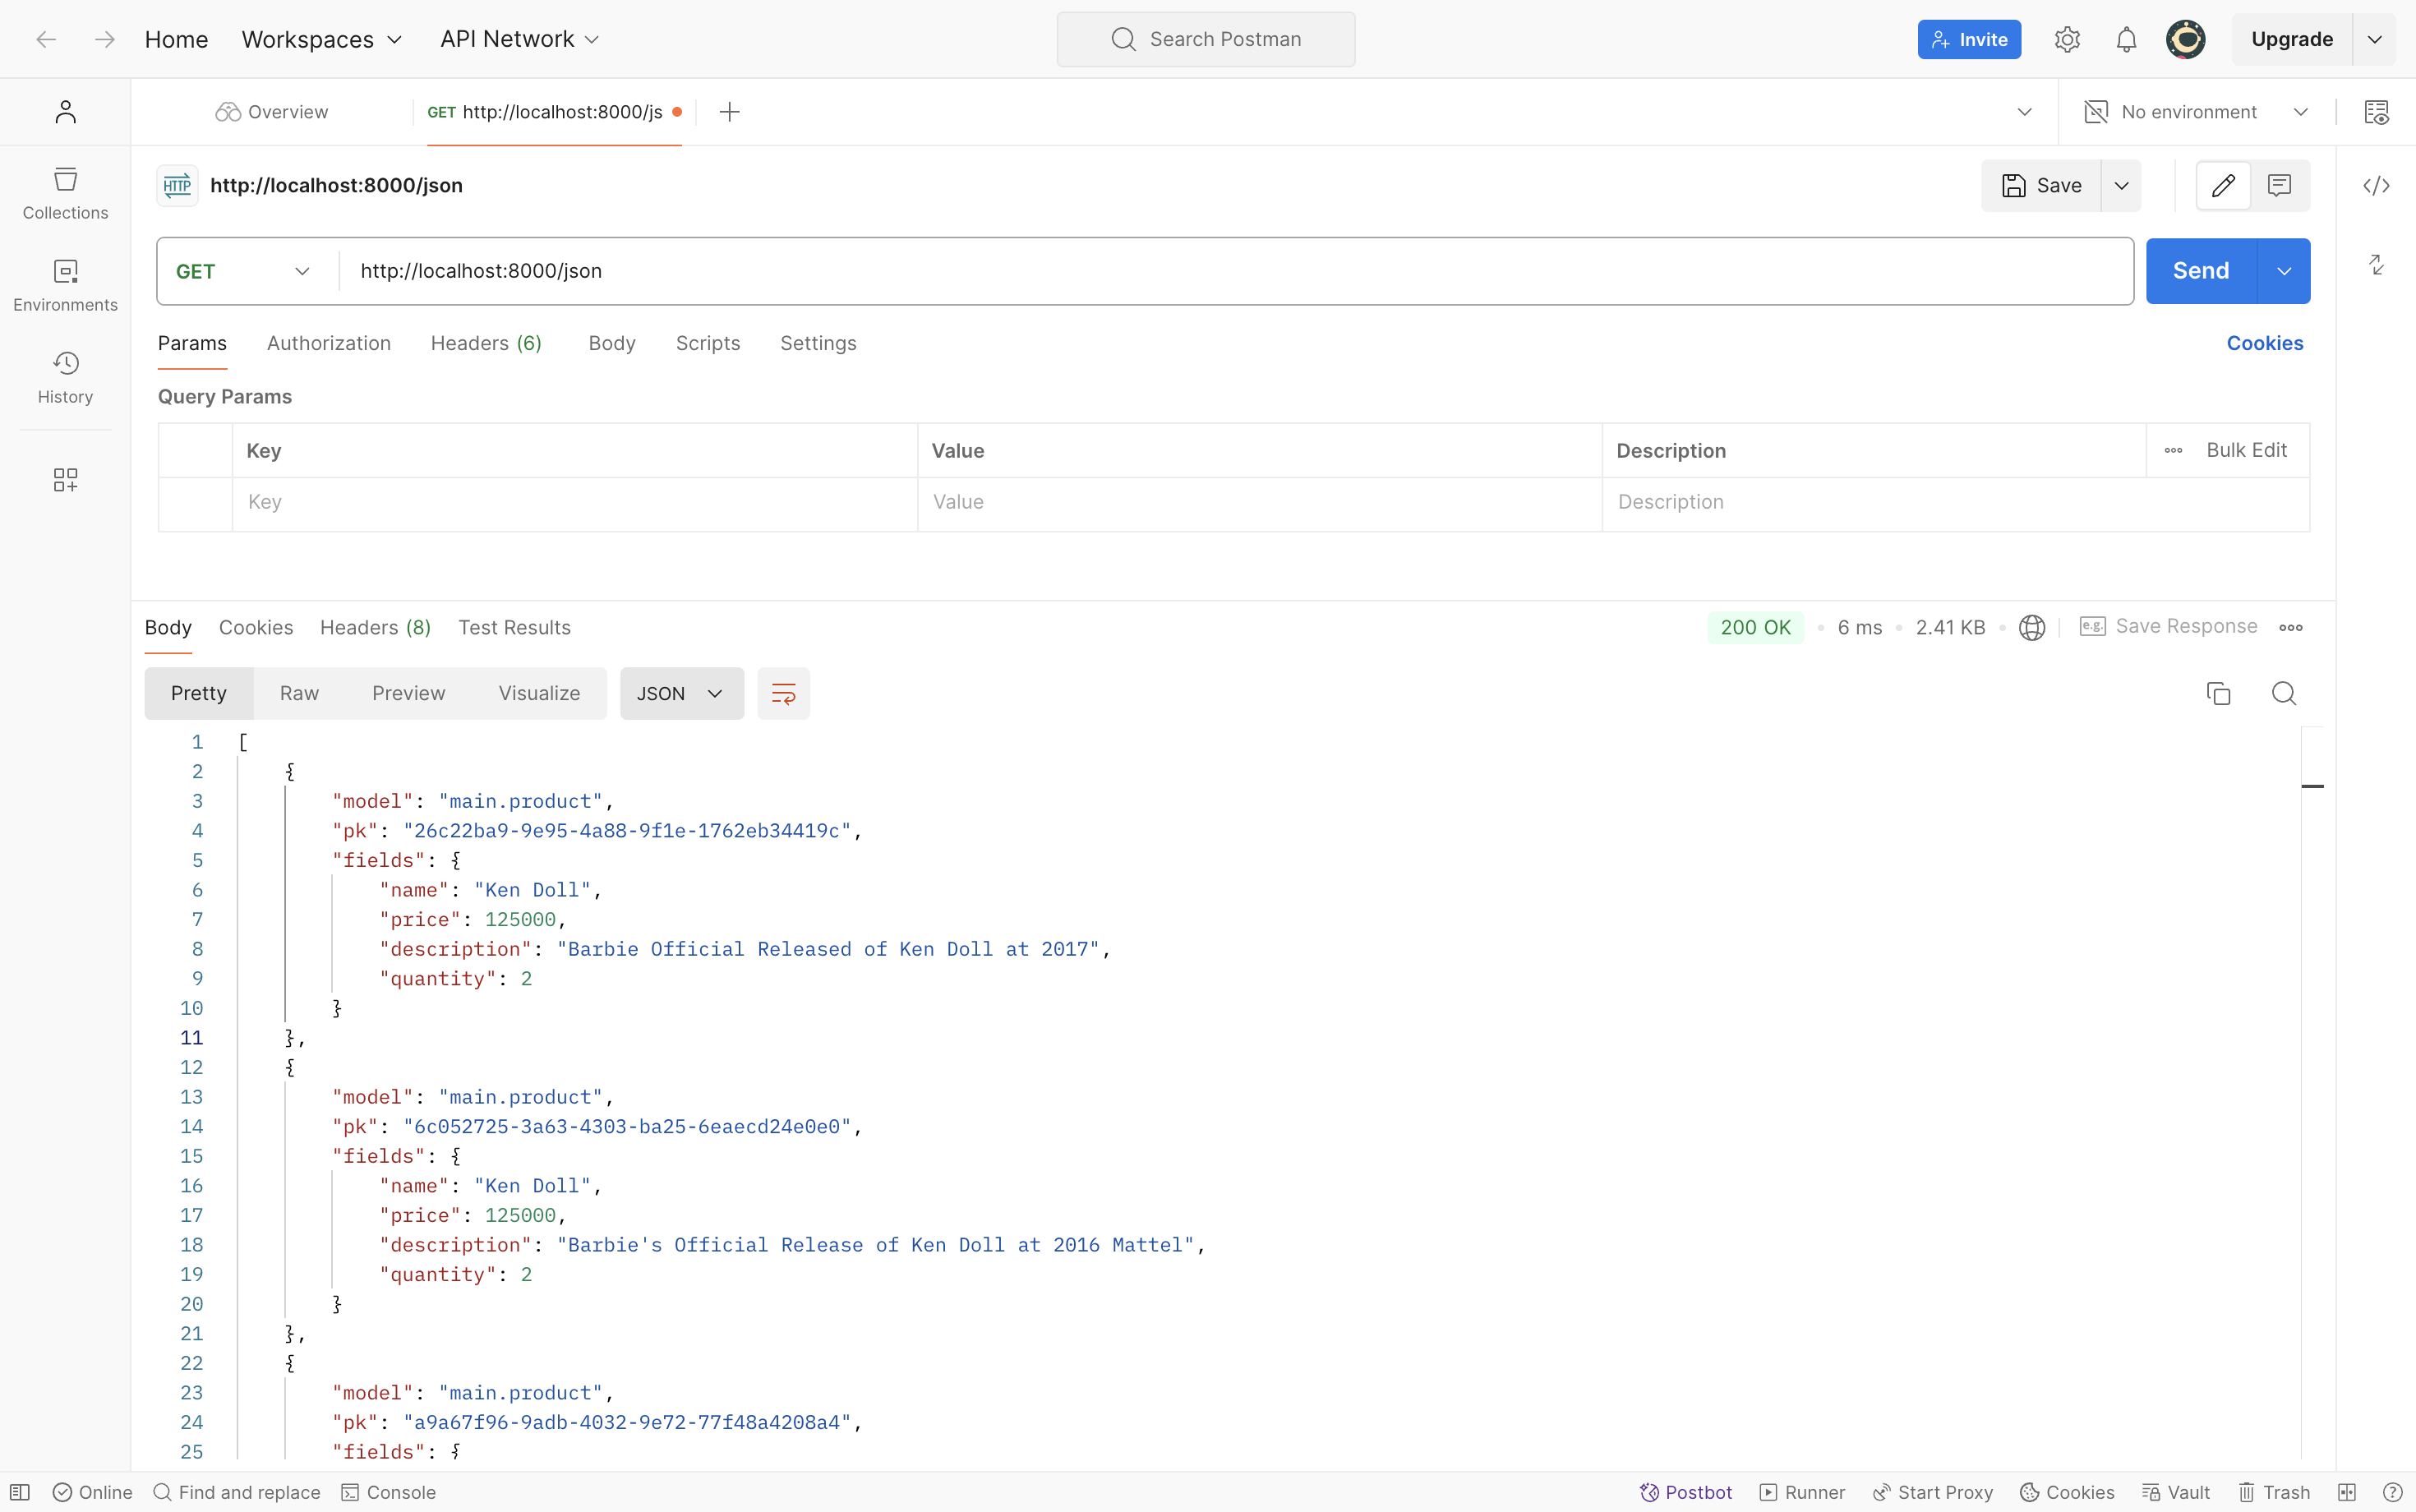 Home Workspaces API Network Search Postman Invite Upgrade
Overview GET http://localhost:8000/js No environment
HTTP http://localhost:8000/json Save
Collections
GET http://localhost:8000/json Send
Environments
Params Authorization Headers (6) Body Scripts Settings Cookies
History
Query Params
Key Value Description Bulk Edit
Key Value Description
Body Cookies Headers (8) Test Results 200 OK 6 ms 2.41 KB e.g. Save Response
Pretty Raw Preview Visualize JSON
1 [
2 {
3 "model": "main.product",
4 "pk": "26c22ba9-9e95-4a88-9f1e-1762eb34419c",
5 "fields": {
6 "name": "Ken Doll",
7 "price": 125000,
8 "description": "Barbie Official Released of Ken Doll at 2017",
9 "quantity": 2
10 }
11 },
12 {
13 "model": "main.product",
14 "pk": "6c052725-3a63-4303-ba25-6eaecd24e0e0",
15 "fields": {
16 "name": "Ken Doll",
17 "price": 125000,
18 "description": "Barbie's Official Release of Ken Doll at 2016 Mattel",
19 "quantity": 2
20 }
21 },
22 {
23 "model": "main.product",
24 "pk": "a9a67f96-9adb-4032-9e72-77f48a4208a4",
25 "fields": {
Online Find and replace Console Postbot Runner Start Proxy Cookies Vault Trash